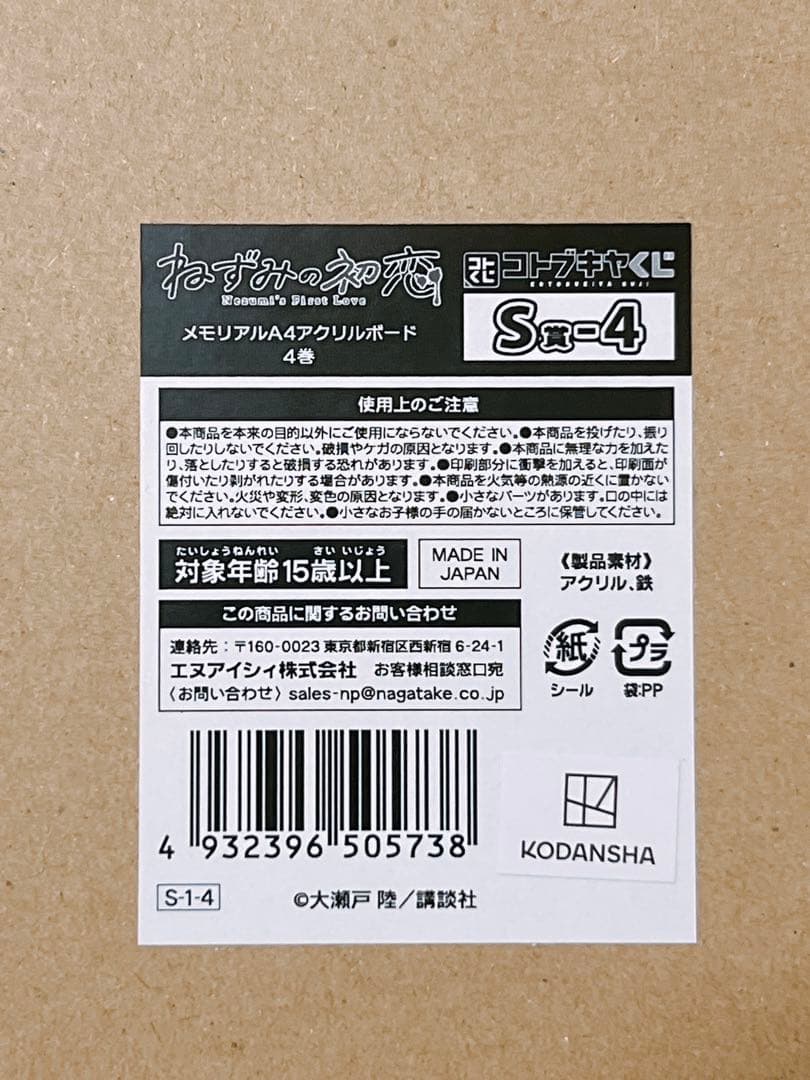 ねずみの初恋
Nezumi's First Love
コトブキヤくじ
KOTOBUKIYA KUJI
メモリアルA4アクリルボード
4巻
S賞-4
使用上のご注意
●本商品を本来の目的以外にご使用にならないでください。●本商品を投げたり、振り
回したりしないでください。破損やケガの原因となります。●本商品に無理な力を加えた
り、落としたりすると破損する恐れがあります。●印刷部分に衝撃を加えると、印刷面が
傷付いたり剥がれたりする場合があります。●本商品を火気等の熱源の近くに置かない
でください。火災や変形、変色の原因となります。●小さなパーツがあります。口の中には
絶対に入れないでください。●小さなお子様の手の届かないところに保管してください。
たいしょうねんれい さい いじょう
対象年齢15歳以上
MADE IN
JAPAN
《製品素材》
アクリル、鉄
この商品に関するお問い合わせ
連絡先：〒160-0023 東京都新宿区西新宿 6-24-1
エヌアイシィ株式会社 お客様相談窓口宛
〈お問い合わせ〉sales-np@nagatake.co.jp
紙
シール
プラ
袋:PP
4 932396 505738
KODANSHA
S-1-4
©大瀬戸 陸／講談社